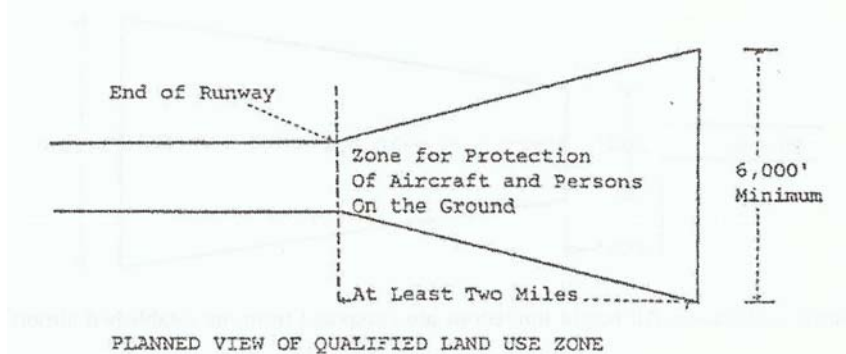 End of Runway
Zone for Protection
Of Aircraft and Persons
On the Ground
6,000'
Minimum
At Least Two Miles
PLANNED VIEW OF QUALIFIED LAND USE ZONE